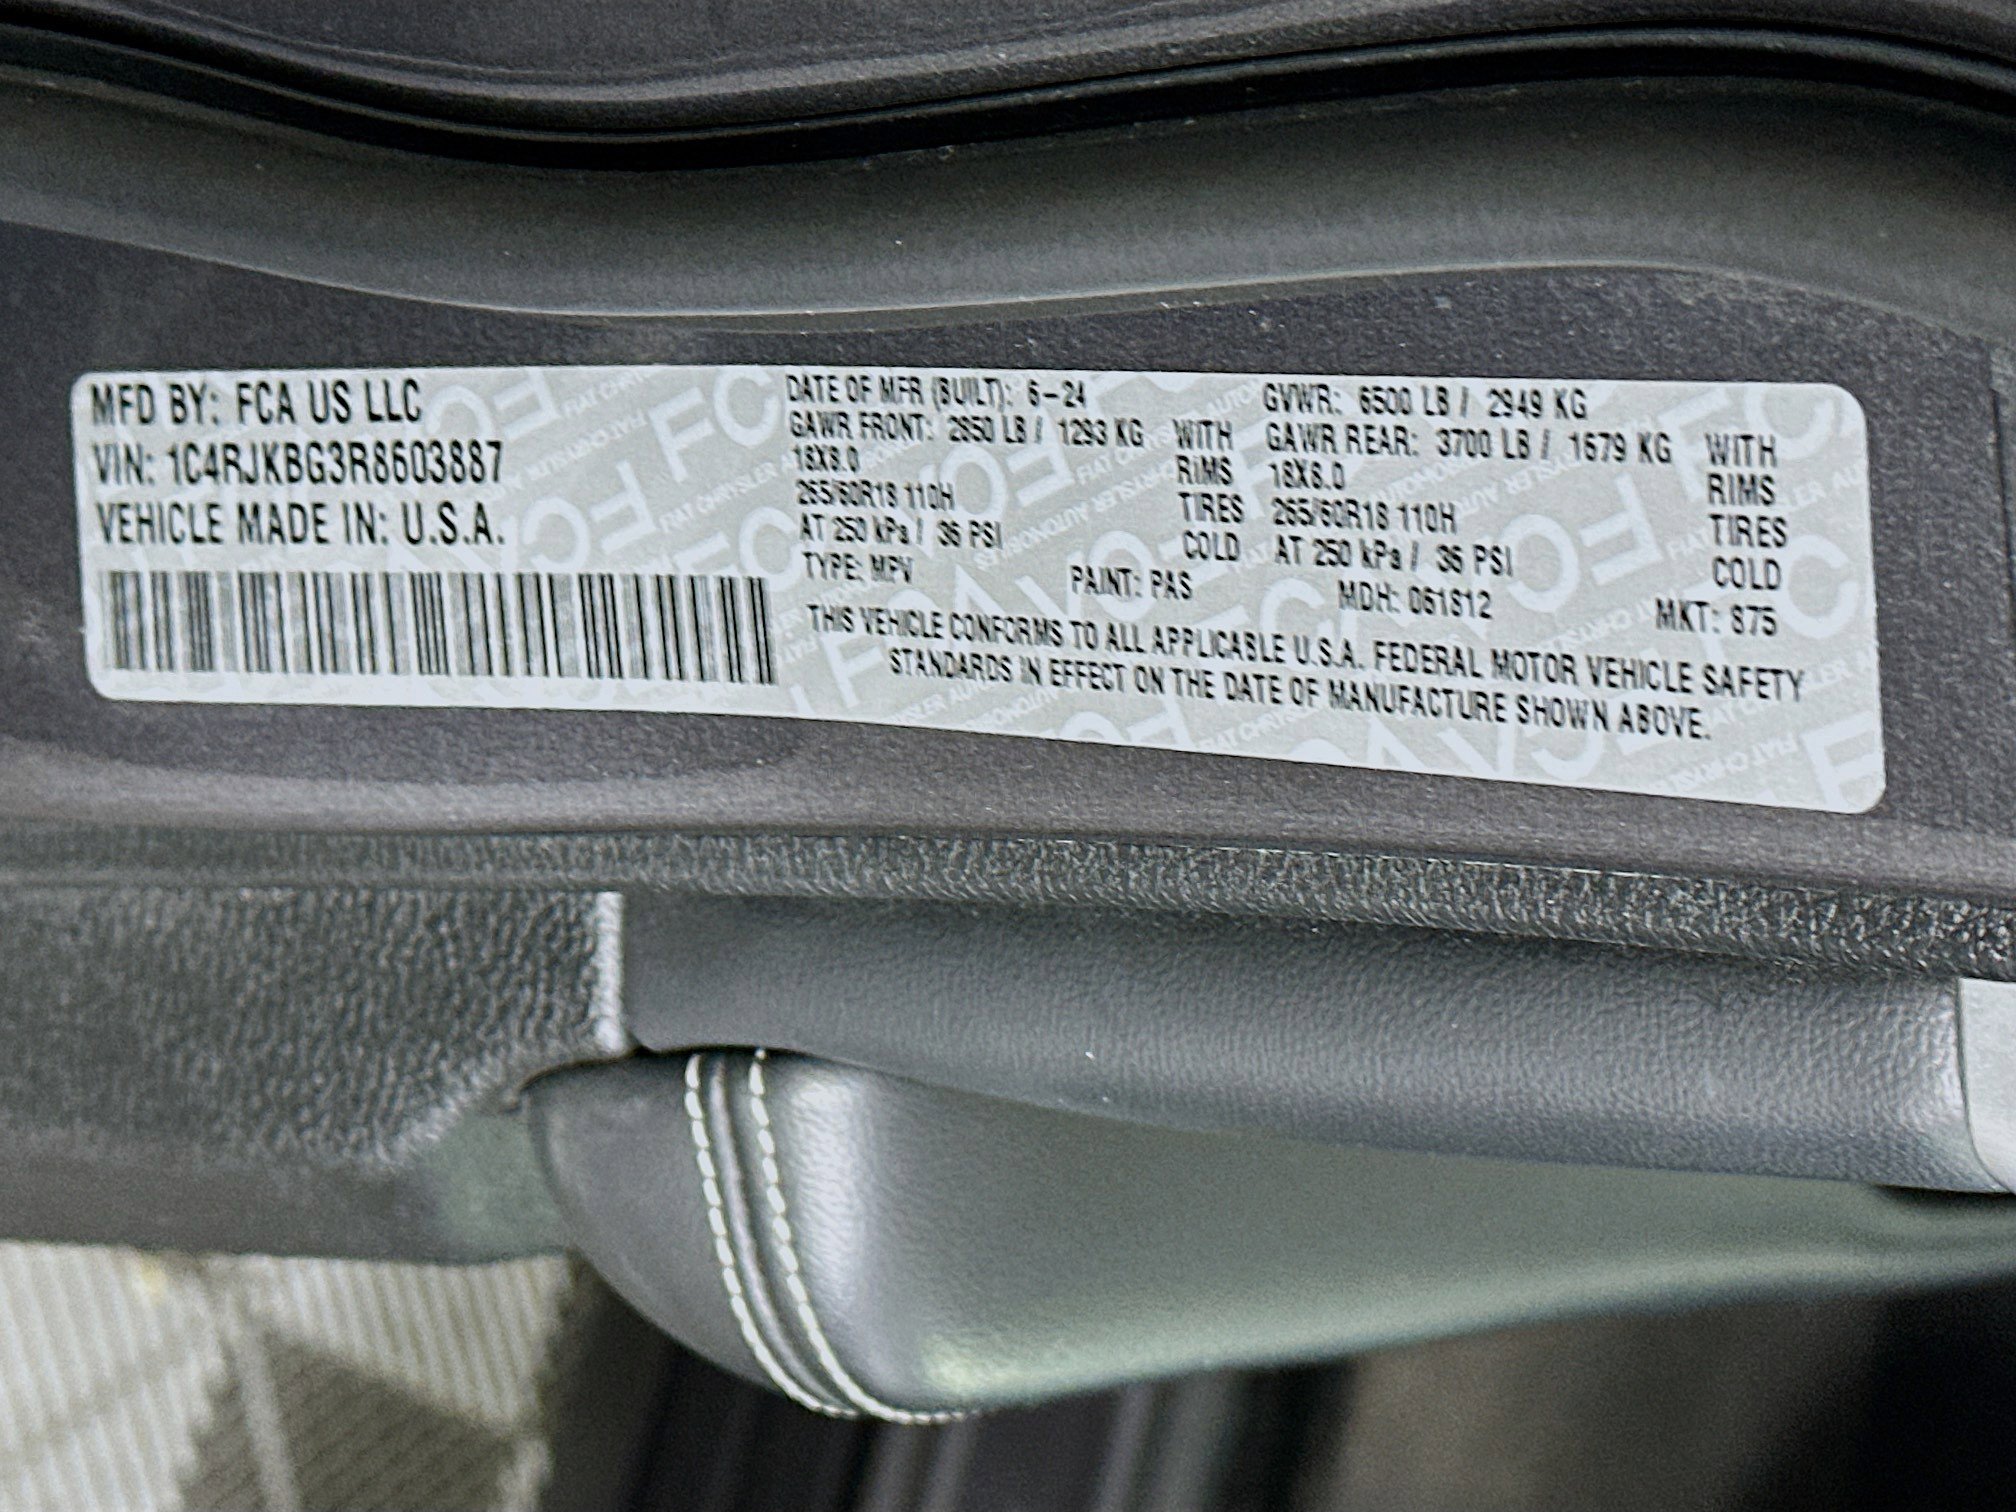 MFD BY: FCA US LLC
VIN: 1C4RJKBG3R8603887
VEHICLE MADE IN: U.S.A.
DATE OF MFR (BUILT): 6-24
GAWR FRONT: 2850 LB / 1293 KG WITH
18X8.0 RIMS
265/60R18 110H TIRES
AT 250 kPa / 36 PSI COLD
GVWR: 6500 LB / 2949 KG
GAWR REAR: 3700 LB / 1679 KG WITH
18X8.0 RIMS
265/60R18 110H TIRES
AT 250 kPa / 36 PSI COLD
TYPE: MPV PAINT: PAS MDH: 061812 MKT: 875
THIS VEHICLE CONFORMS TO ALL APPLICABLE U.S.A. FEDERAL MOTOR VEHICLE SAFETY
STANDARDS IN EFFECT ON THE DATE OF MANUFACTURE SHOWN ABOVE.